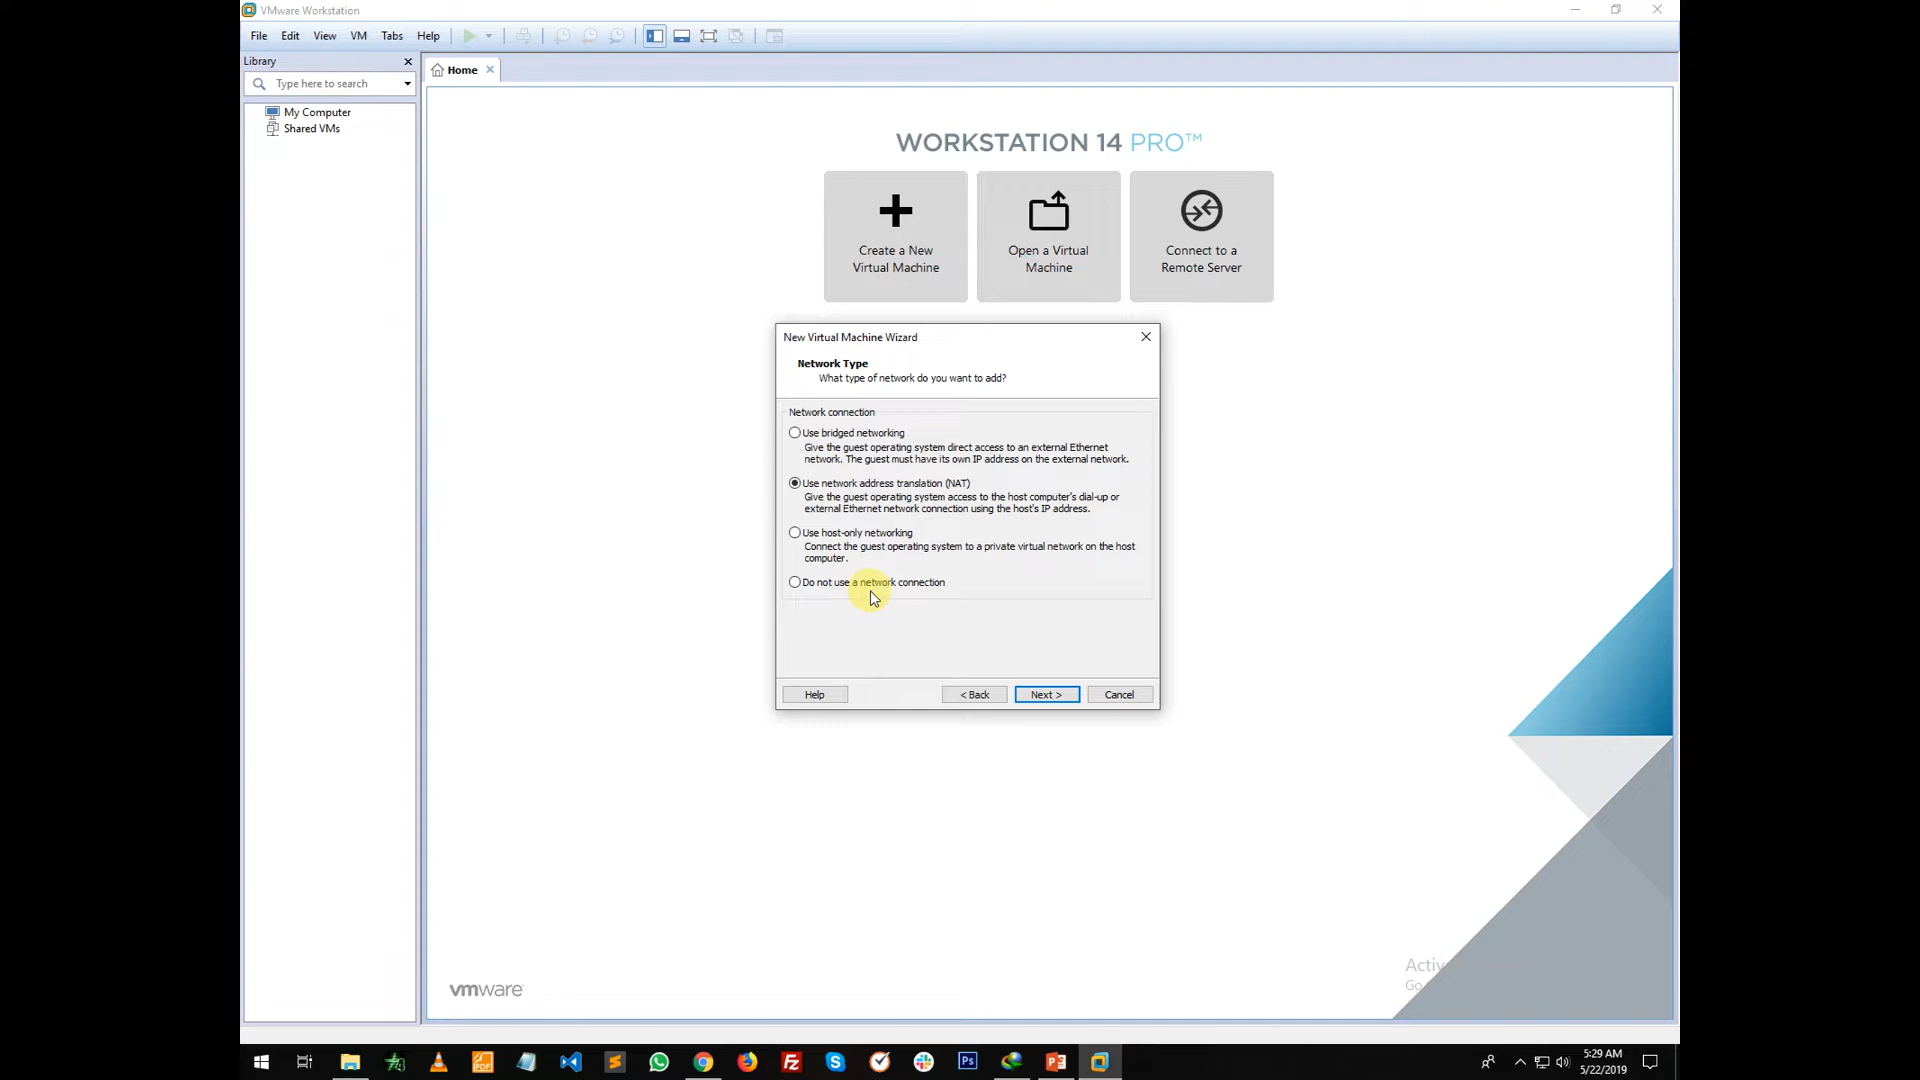 VMware Workstation
File Edit View VM Tabs Help
Library
Type here to search
My Computer
Shared VMs
Home
WORKSTATION 14 PRO™
Create a New
Virtual Machine
Open a Virtual
Machine
Connect to a
Remote Server
New Virtual Machine Wizard
Network Type
What type of network do you want to add?
Network connection
Use bridged networking
Give the guest operating system direct access to an external Ethernet
network. The guest must have its own IP address on the external network.
Use network address translation (NAT)
Give the guest operating system access to the host computer's dial-up or
external Ethernet network connection using the host's IP address.
Use host-only networking
Connect the guest operating system to a private virtual network on the host
computer.
Do not use a network connection
Help < Back Next > Cancel
vmware
Activ
Go
PDF
Fz
Ps
5:29 AM
5/22/2019